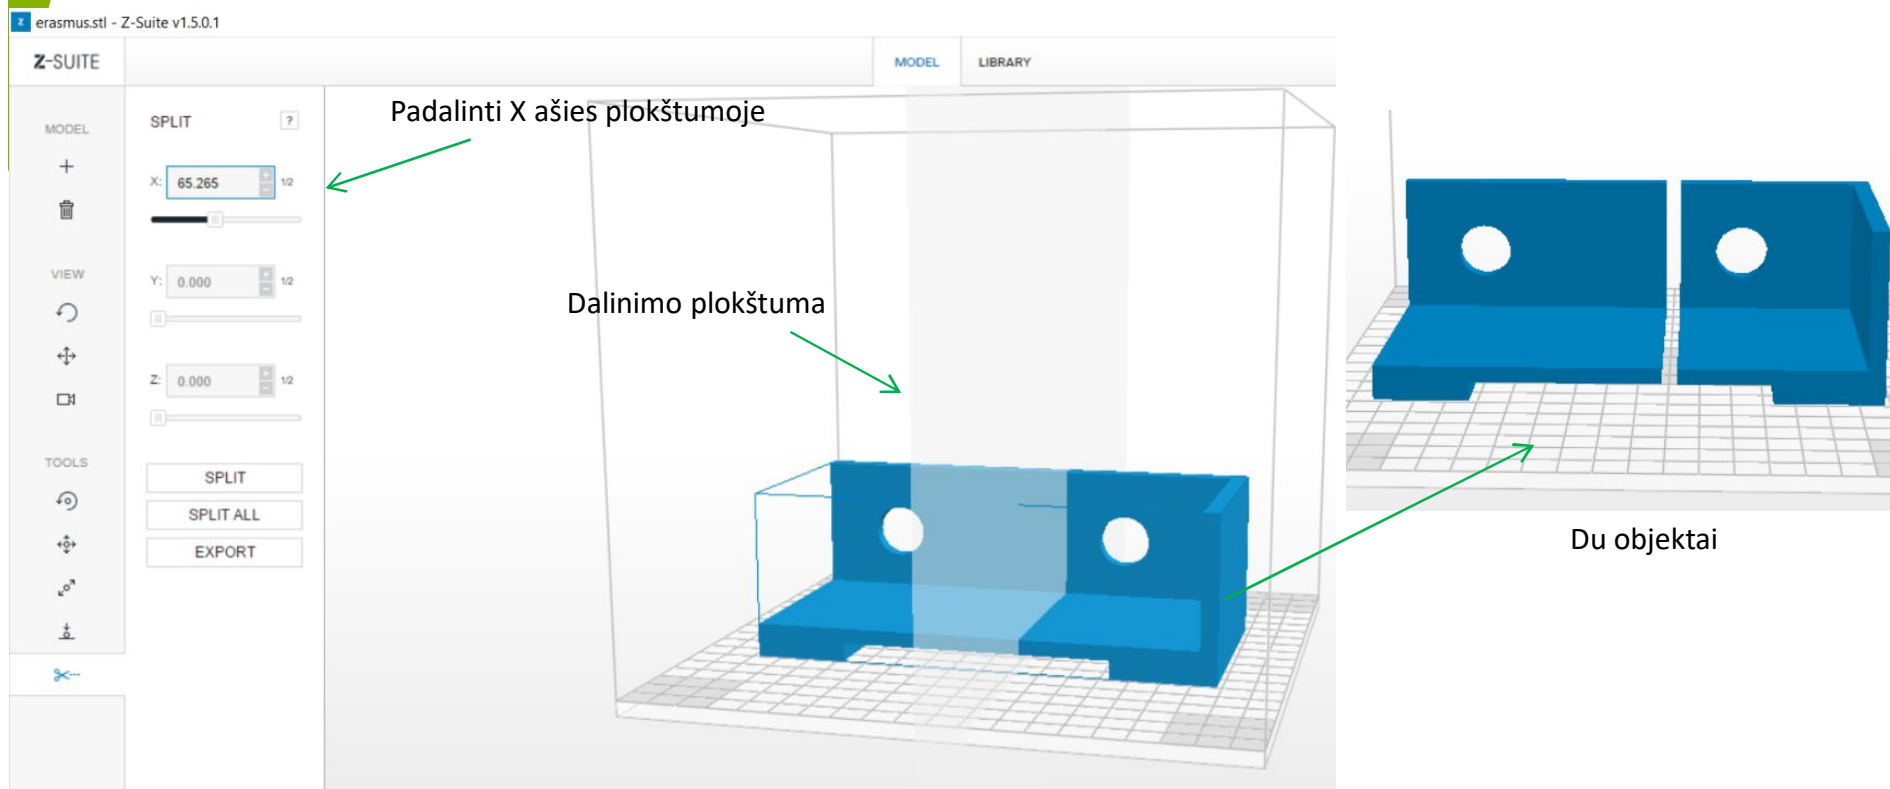 erasmus.stl - Z-Suite v1.5.0.1
Z-SUITE
MODEL
LIBRARY
MODEL
VIEW
TOOLS
SPLIT
?
X: 65.265 1/2
Y: 0.000 1/2
Z: 0.000 1/2
SPLIT
SPLIT ALL
EXPORT
Padalinti X ašies plokštumoje
Dalinimo plokštuma
Du objektai